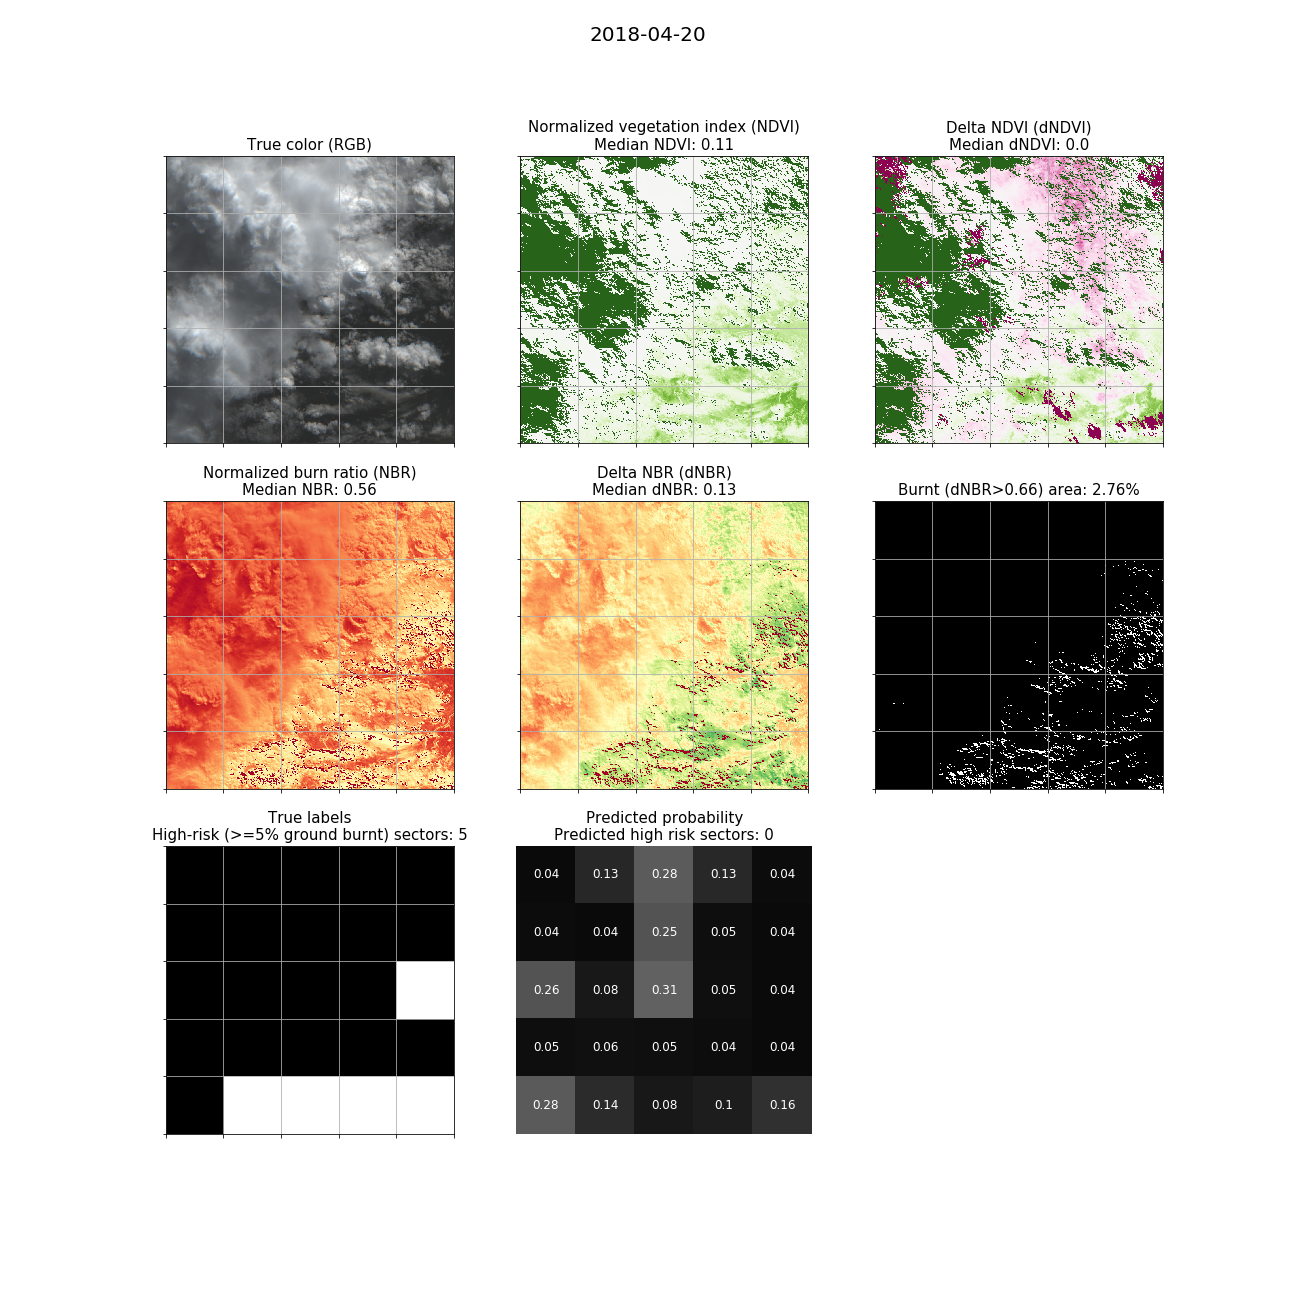 2018-04-20
True color (RGB)
Normalized vegetation index (NDVI)
Median NDVI: 0.11
Delta NDVI (dNDVI)
Median dNDVI: 0.0
Normalized burn ratio (NBR)
Median NBR: 0.56
Delta NBR (dNBR)
Median dNBR: 0.13
Burnt (dNBR>0.66) area: 2.76%
True labels
High-risk (>=5% ground burnt) sectors: 5
Predicted probability
Predicted high risk sectors: 0
0.04 0.13 0.28 0.13 0.04
0.04 0.04 0.25 0.05 0.04
0.26 0.08 0.31 0.05 0.04
0.05 0.06 0.05 0.04 0.04
0.28 0.14 0.08 0.1 0.16